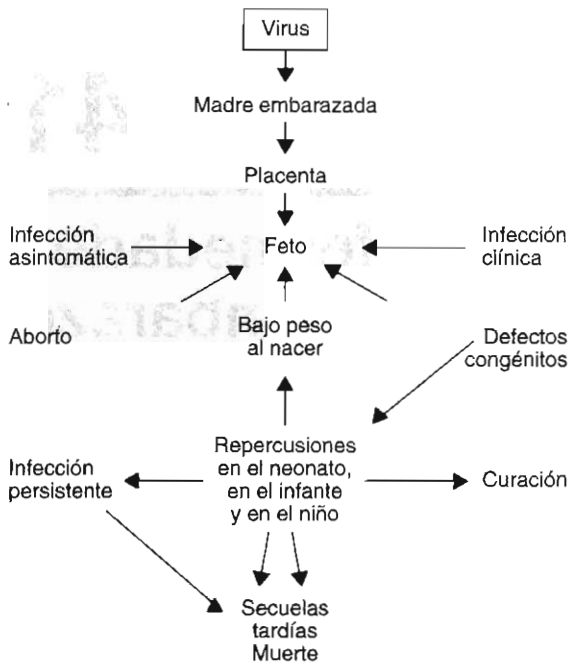 Virus
Madre embarazada
Placenta
Infección
asintomática
Feto
Infección
clínica
Aborto
Bajo peso
al nacer
Defectos
congénitos
Infección
persistente
Repercusiones
en el neonato,
en el infante
y en el niño
Curación
Secuelas
tardías
Muerte